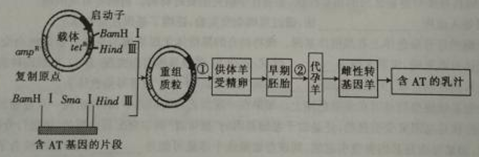 启动子
载体
BamH Ⅰ
tetᴿ
Hind Ⅲ
ampᴿ
复制原点
BamH Ⅰ Sma Ⅰ Hind Ⅲ
含AT基因的片段
重组质粒
①
供体羊受精卵
早期胚胎
②
代孕羊
雌性转基因羊
含AT的乳汁